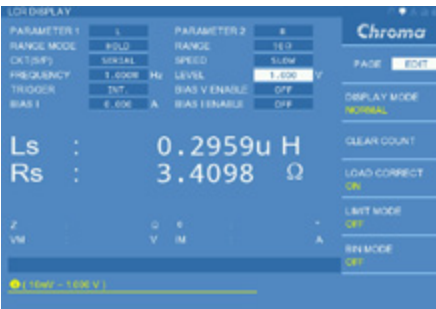 LCR DISPLAY
Chroma
PARAMETER 1 L PARAMETER 2 R
RANGE MODE HOLD RANGE 10 Ω
CKT(S/P) SERIAL SPEED SLOW
FREQUENCY 1.0000 Hz LEVEL 1.000 V
TRIGGER INT. BIAS V ENABLE OFF
BIAS I 0.000 A BIAS I ENABLE OFF
PAGE EDIT
DISPLAY MODE
NORMAL
CLEAR COUNT
Ls : 0.2959u H
Rs : 3.4098 Ω
LOAD CORRECT
ON
LIMIT MODE
OFF
Z : Ω θ : °
VM : V IM : A
BIN MODE
OFF
( 10mV ~ 1.000 V )